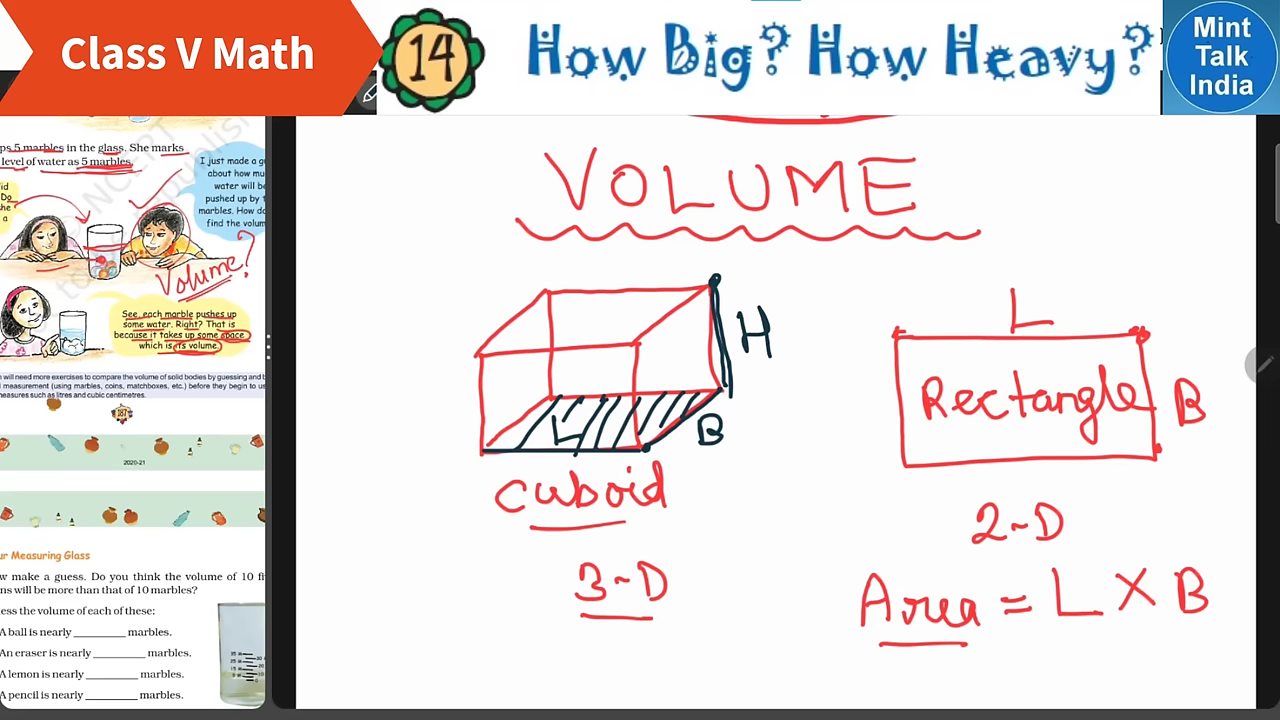 Class V Math
14
How Big? How Heavy?
Mint
Talk
India
ps 5 marbles in the glass. She marks
level of water as 5 marbles.
id
Do
she
a
I just made a g
about how mu
water will be
pushed up by
marbles. How do
find the volum
Volume?
See, each marble pushes up
some water. Right? That is
because it takes up some space
which is its volume.
n will need more exercises to compare the volume of solid bodies by guessing and
d measurement (using marbles, coins, matchboxes, etc.) before they begin to us
measures such as litres and cubic centimetres.
187
2020-21
ur Measuring Glass
w make a guess. Do you think the volume of 10 fi
ns will be more than that of 10 marbles?
ess the volume of each of these:
A ball is nearly ________ marbles.
An eraser is nearly ________ marbles.
A lemon is nearly ________ marbles.
A pencil is nearly ________ marbles.
VOLUME
H
L
B
Cuboid
3-D
L
Rectangle
B
2-D
Area = L X B